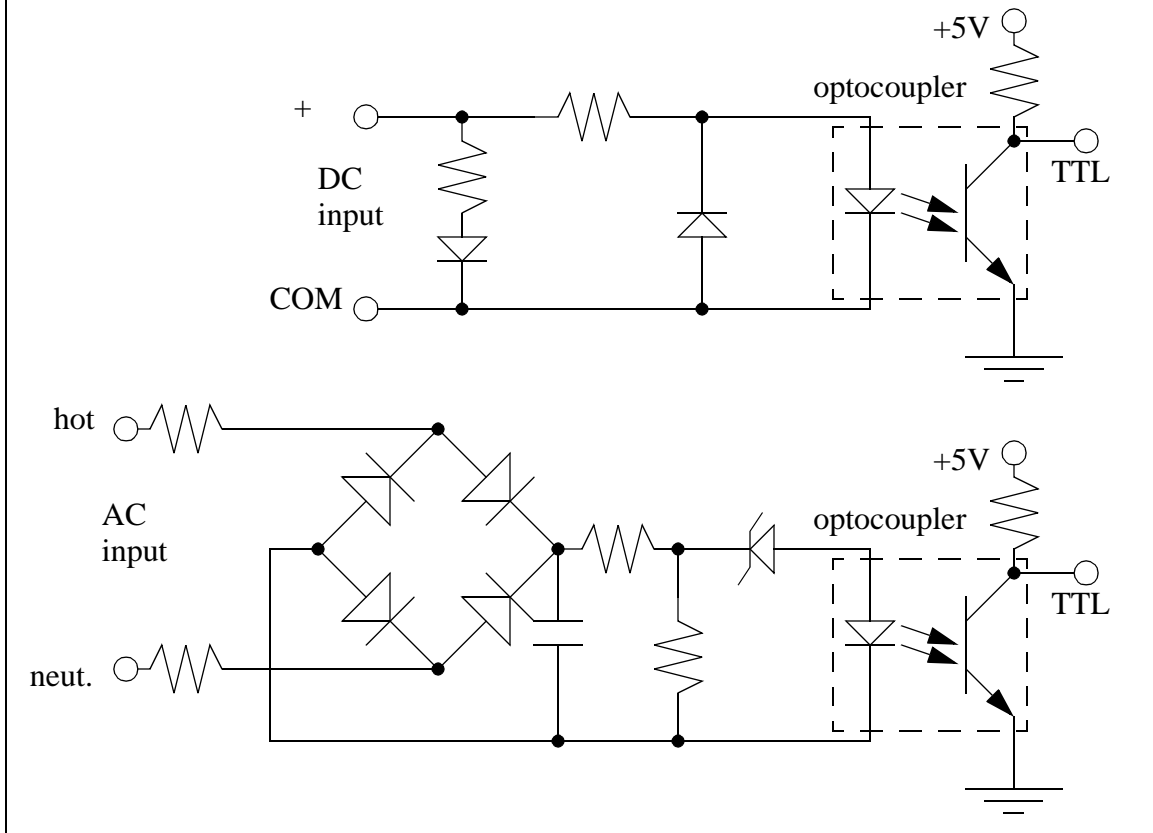 +5V
optocoupler
+
TTL
DC
input
COM
hot
+5V
AC
input
optocoupler
TTL
neut.